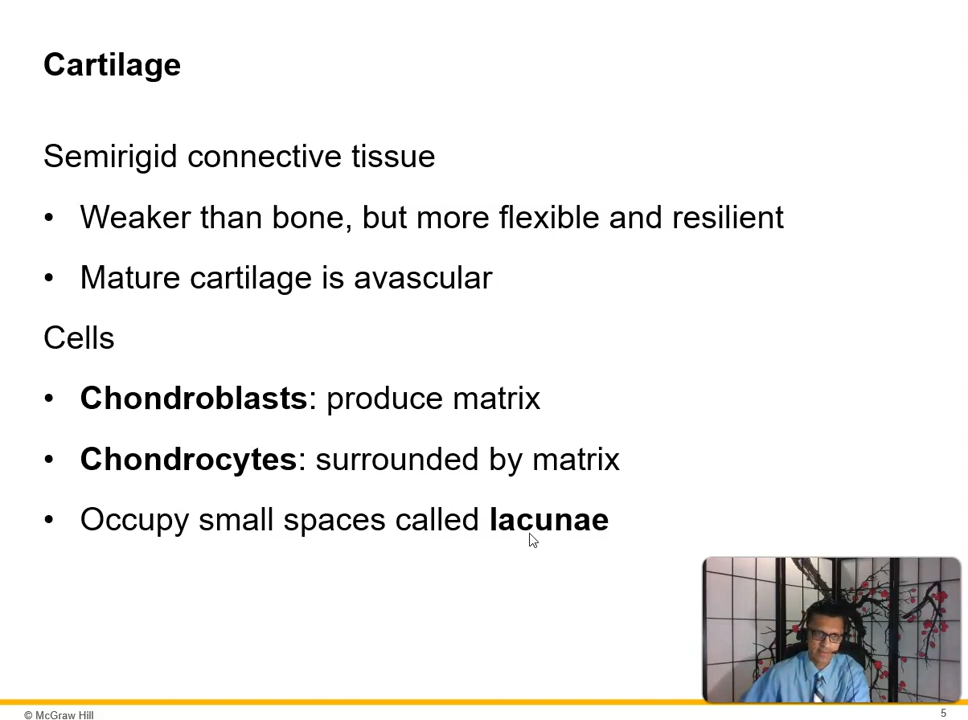 Cartilage
Semirigid connective tissue
• Weaker than bone, but more flexible and resilient
• Mature cartilage is avascular
Cells
• Chondroblasts: produce matrix
• Chondrocytes: surrounded by matrix
• Occupy small spaces called lacunae
© McGraw Hill
5